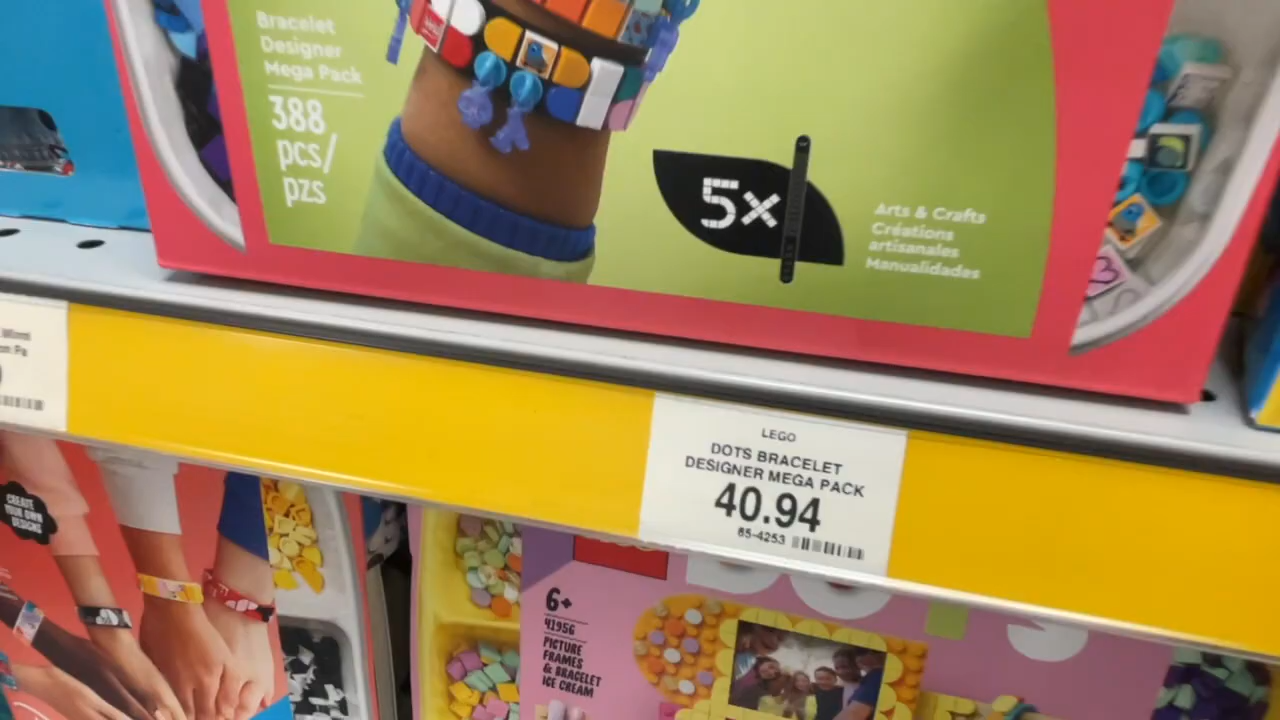 Bracelet
Designer
Mega Pack
388
pcs/
pzs
5x
Arts & Crafts
Créations
artisanales
Manualidades
LEGO
DOTS BRACELET
DESIGNER MEGA PACK
40.94
85-4253
CREATE
YOUR OWN
DESIGNS
6+
41956
PICTURE
FRAMES
& BRACELET
ICE CREAM